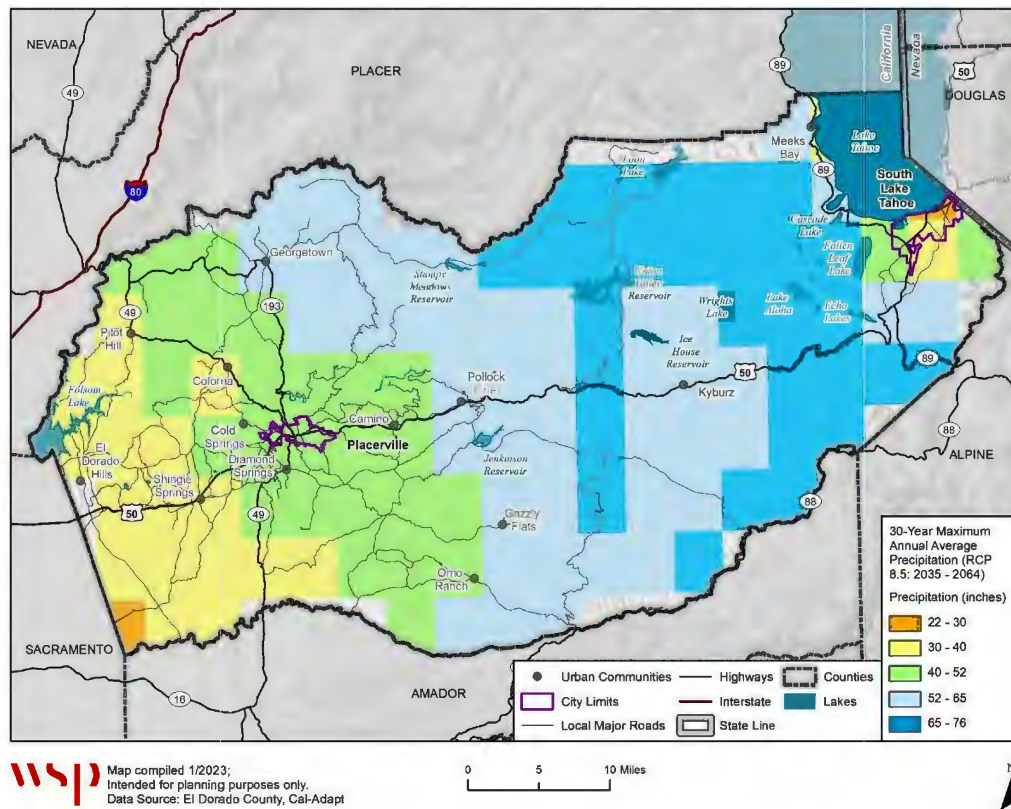 NEVADA
49
PLACER
89
California
Nevada
50
DOUGLAS
80
Meeks
Bay
Lake
Tahoe
89
South
Lake
Tahoe
Loon
Lake
Cascade
Lake
Fallen
Leaf
Lake
Georgetown
Stumpy
Meadows
Reservoir
Union
Valley
Reservoir
Wrights
Lake
Lake
Aloha
Echo
Lakes
193
49
Pilot
Hill
Ice
House
Reservoir
89
50
Coloma
Folsom
Lake
Pollock
Pines
Kyburz
Camino
Placerville
Cold
Springs
Diamond
Springs
El
Dorado
Hills
Shingle
Springs
Jenkinson
Reservoir
88
ALPINE
50
49
88
Grizzly
Flats
Omo
Ranch
SACRAMENTO
AMADOR
16
30-Year Maximum
Annual Average
Precipitation (RCP
8.5: 2035 - 2064)
Precipitation (inches)
22 - 30
30 - 40
40 - 52
52 - 65
65 - 76
Urban Communities
Highways
Counties
City Limits
Interstate
Lakes
Local Major Roads
State Line
wsp
Map compiled 1/2023;
Intended for planning purposes only.
Data Source: El Dorado County, Cal-Adapt
0 5 10 Miles
N